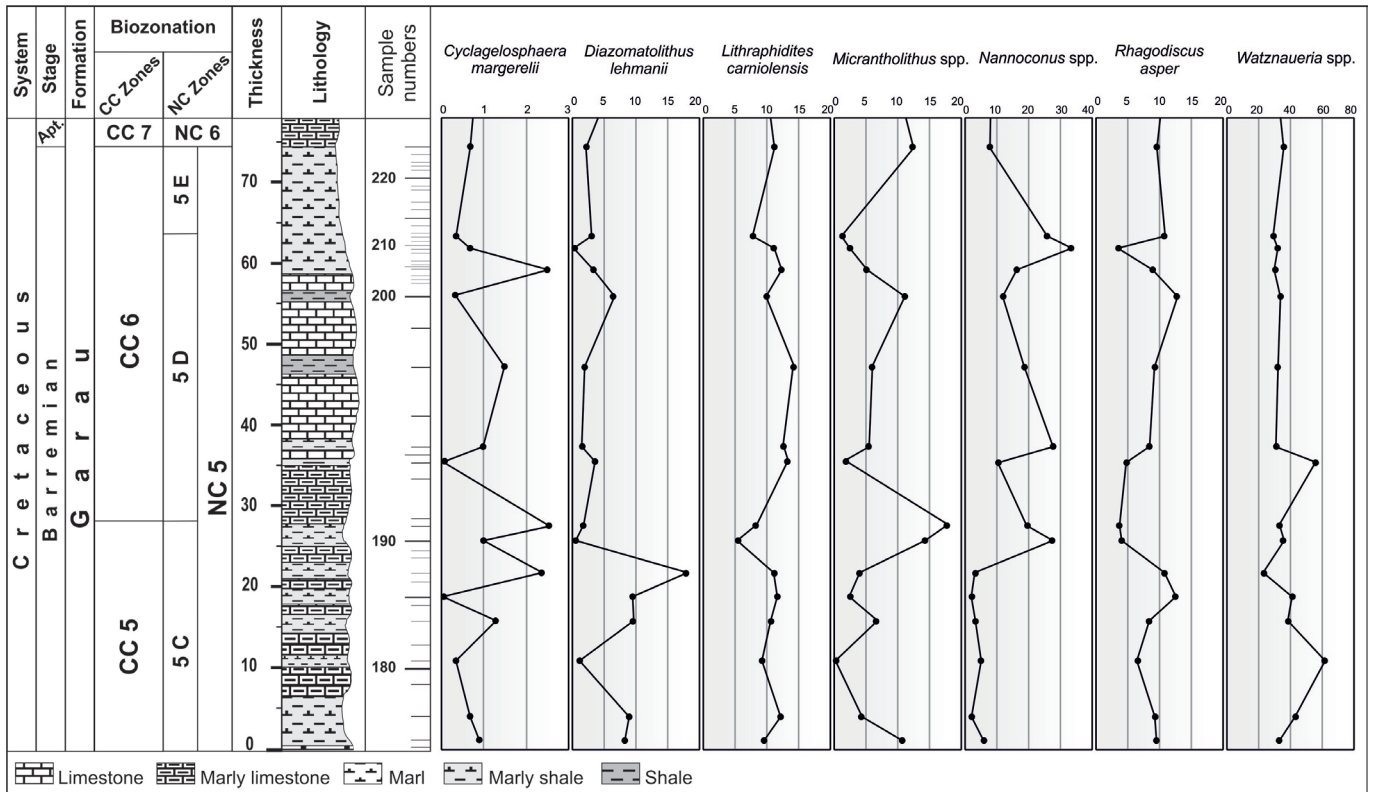 System
Stage
Formation
Biozonation
CC Zones
NC Zones
Thickness
Lithology
Sample
numbers
Cyclagelosphaera
margerelii
Diazomatolithus
lehmanii
Lithraphidites
carniolensis
Micrantholithus spp.
Nannoconus spp.
Rhagodiscus
asper
Watznaueria spp.
0 1 2 3
0 5 10 15 20
0 5 10 15 20
0 5 10 15 20
0 10 20 30 40
0 5 10 15 20
0 20 40 60 80
Cretaceous
Apt.
Barremian
Garau
CC 7
NC 6
CC 6
CC 5
5 E
5 D
5 C
NC 5
70
60
50
40
30
20
10
0
220
210
200
190
180
Limestone
Marly limestone
Marl
Marly shale
Shale